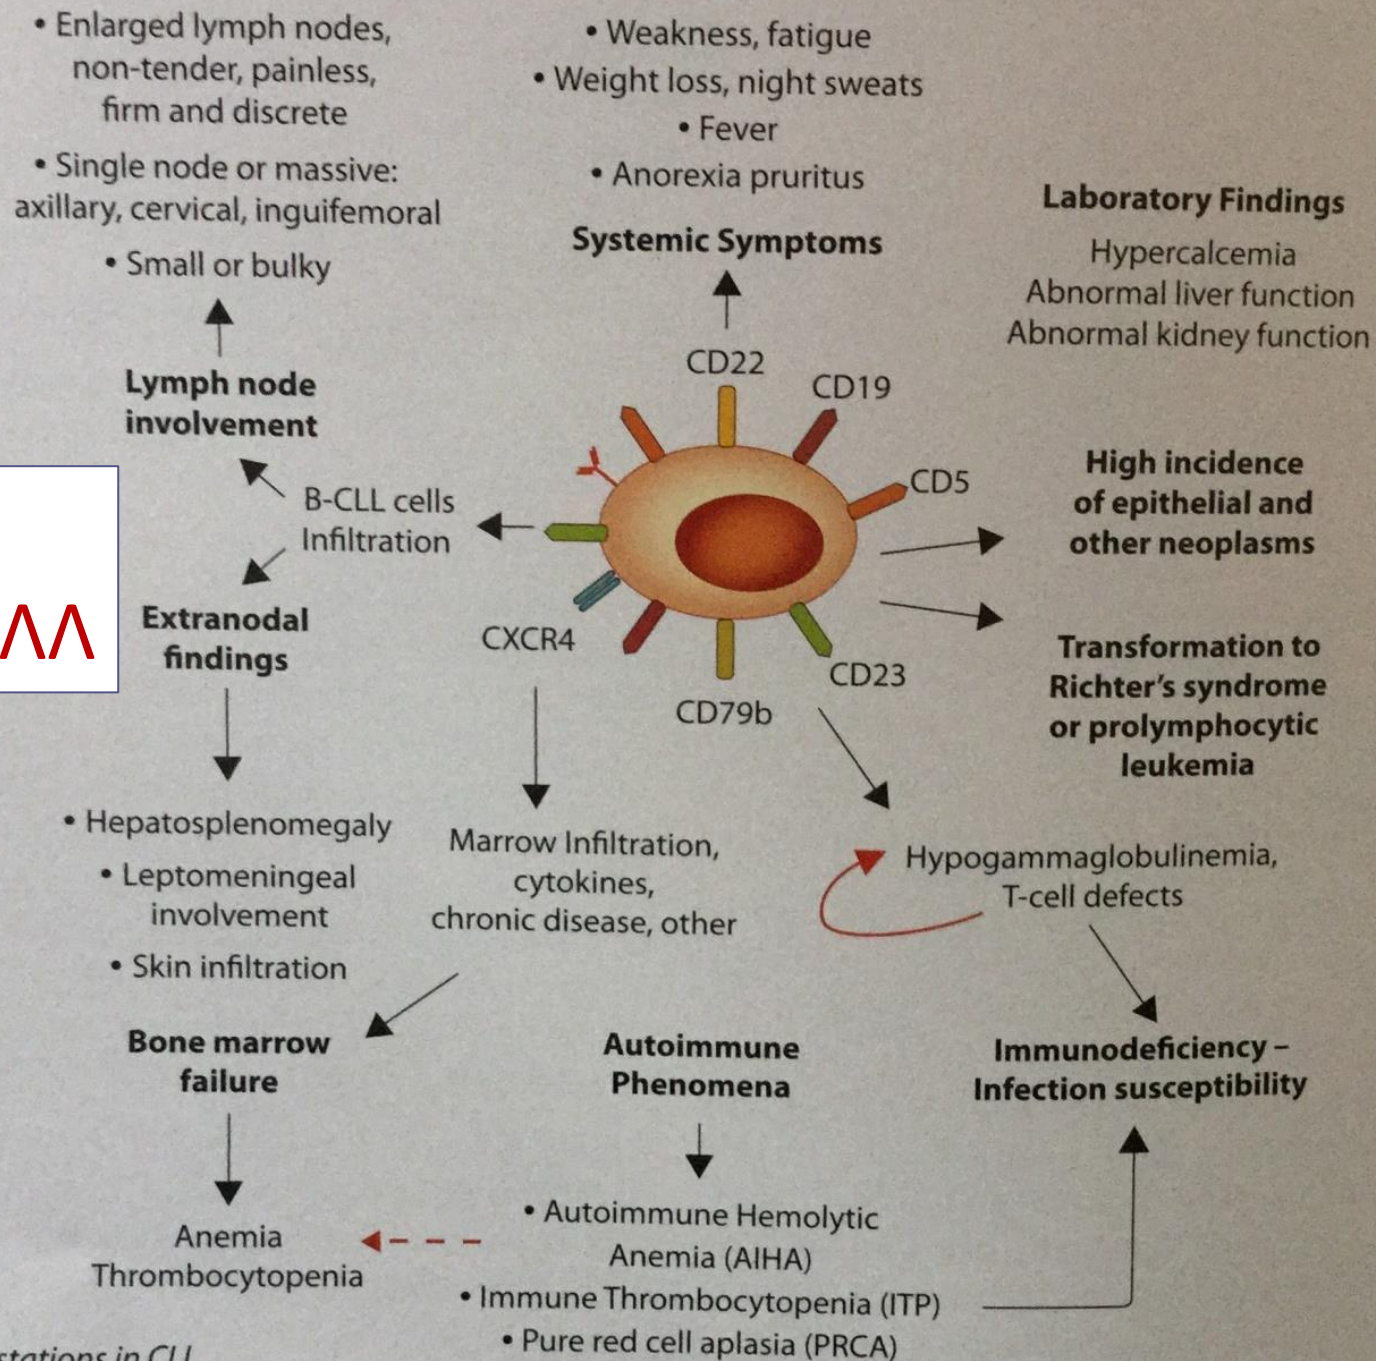 • Enlarged lymph nodes,
non-tender, painless,
firm and discrete
• Single node or massive:
axillary, cervical, inguifemoral
• Small or bulky
Lymph node
involvement
• Weakness, fatigue
• Weight loss, night sweats
• Fever
• Anorexia pruritus
Systemic Symptoms
Laboratory Findings
Hypercalcemia
Abnormal liver function
Abnormal kidney function
CD22
CD19
CD5
CXCR4
CD79b
CD23
B-CLL cells
Infiltration
High incidence
of epithelial and
other neoplasms
ΛΛ
Extranodal
findings
Transformation to
Richter’s syndrome
or prolymphocytic
leukemia
• Hepatosplenomegaly
• Leptomeningeal
involvement
• Skin infiltration
Marrow Infiltration,
cytokines,
chronic disease, other
Hypogammaglobulinemia,
T-cell defects
Bone marrow
failure
Autoimmune
Phenomena
Immunodeficiency –
Infection susceptibility
Anemia
Thrombocytopenia
• Autoimmune Hemolytic
Anemia (AIHA)
• Immune Thrombocytopenia (ITP)
• Pure red cell aplasia (PRCA)
in CLL